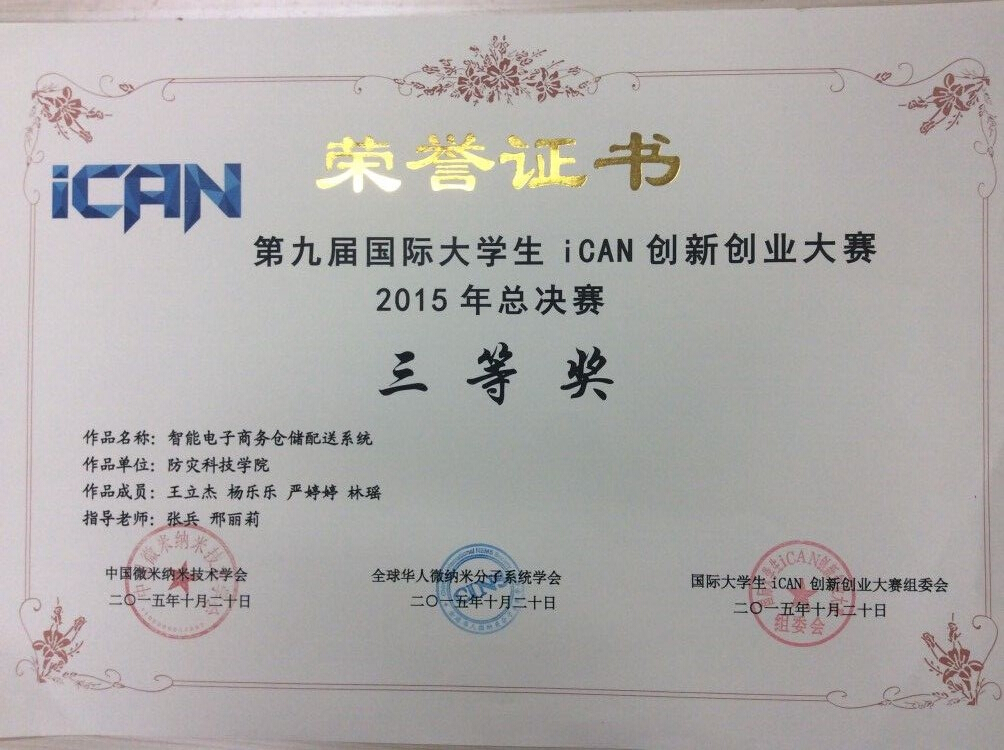 荣誉证书
iCAN
第九届国际大学生 iCAN 创新创业大赛
2015 年总决赛
三等奖
作品名称：智能电子商务仓储配送系统
作品单位：防灾科技学院
作品成员：王立杰 杨乐乐 严婷婷 林瑶
指导老师：张兵 邢丽莉
中国微米纳米技术学会
二〇一五年十月二十日
全球华人微纳米分子系统学会
二〇一五年十月二十日
国际大学生 iCAN 创新创业大赛组委会
二〇一五年十月二十日
组委会